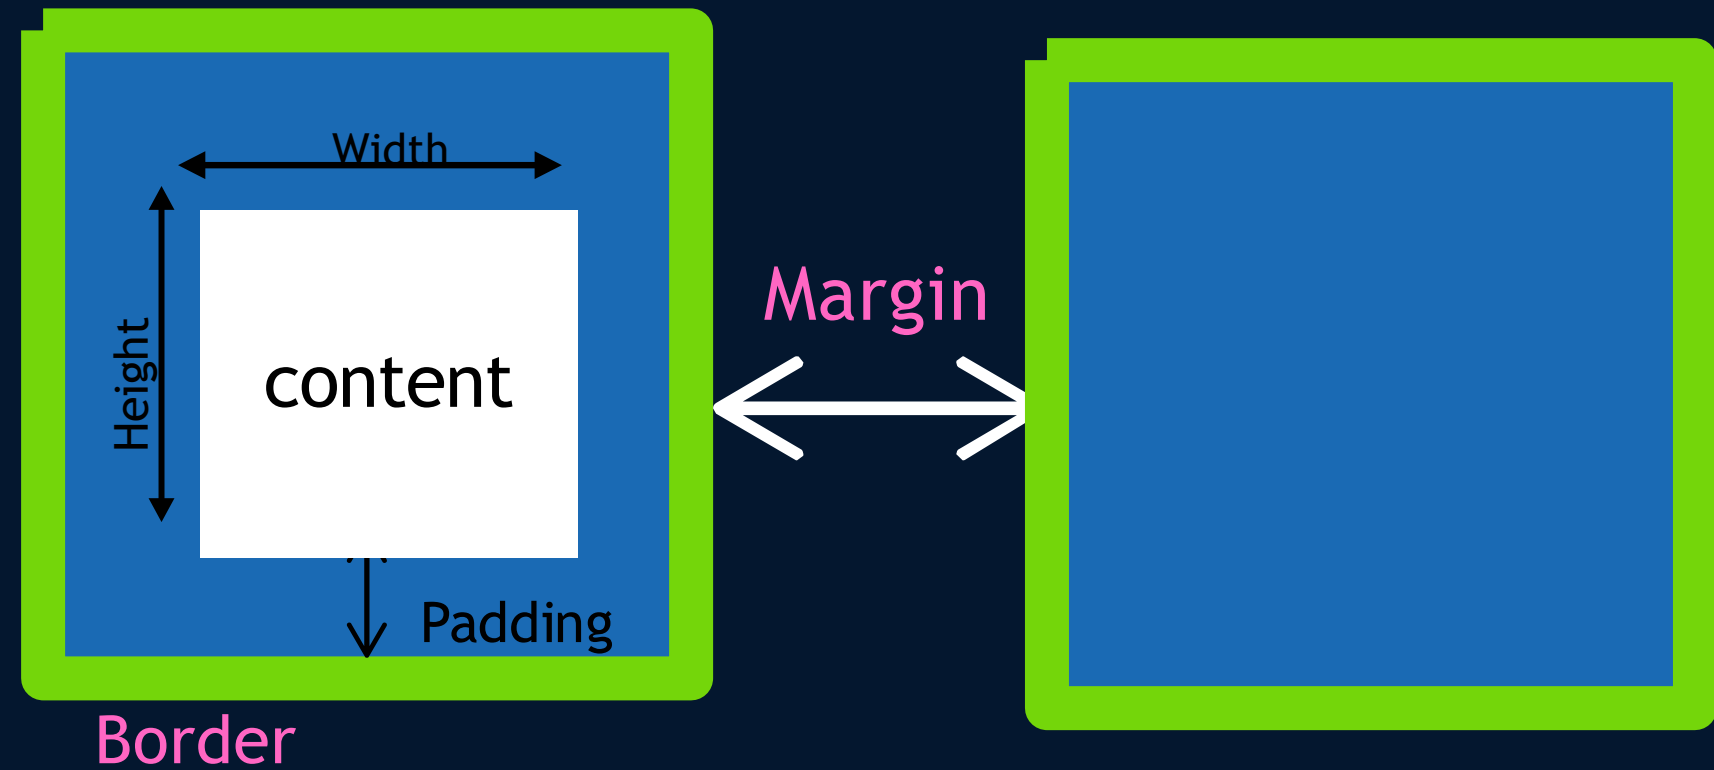 Width
Height
content
Margin
Padding
Border